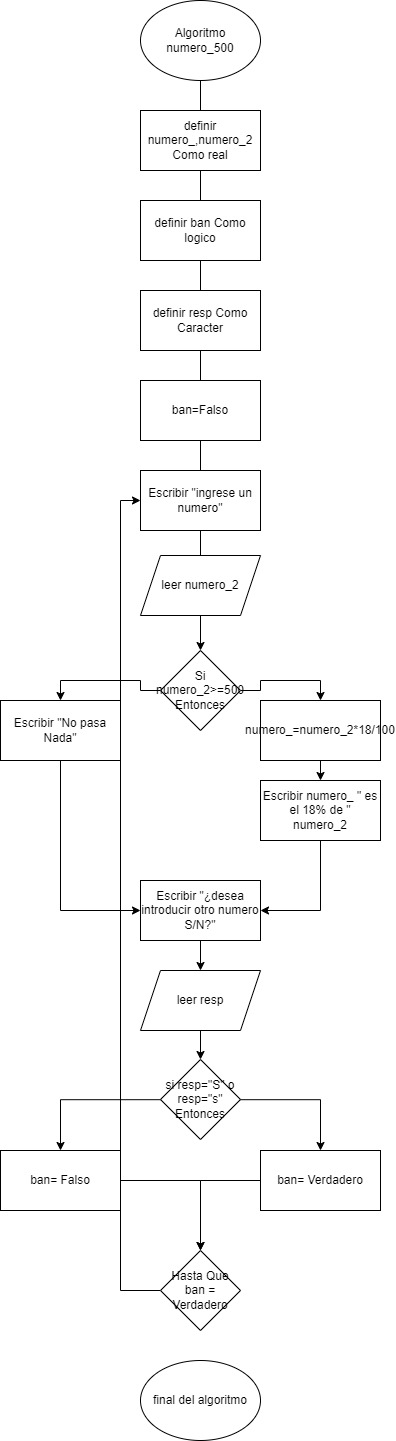 Algoritmo
numero_500
definir
numero_,numero_2
Como real
definir ban Como
logico
definir resp Como
Caracter
ban=Falso
Escribir "ingrese un
numero"
leer numero_2
Si
numero_2>=500
Entonces
Escribir "No pasa
Nada"
numero_=numero_2*18/100
Escribir numero_ " es
el 18% de "
numero_2
Escribir "¿desea
introducir otro numero
S/N?"
leer resp
si resp="S" o
resp="s"
Entonces
ban= Falso
ban= Verdadero
Hasta Que
ban =
Verdadero
final del algoritmo